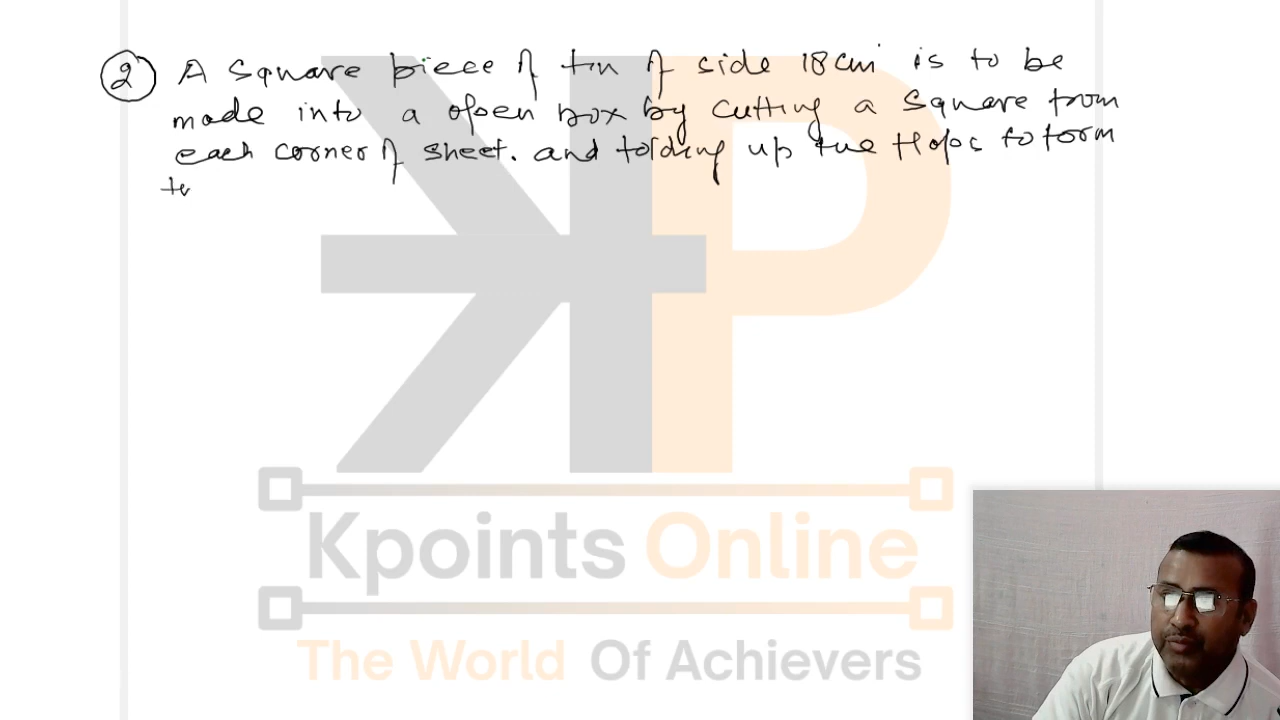 2 A square piece of tin of side 18cm is to be
made into a open box by cutting a square from
each corner of sheet. and folding up the flaps to form
Kpoints Online
The World Of Achievers